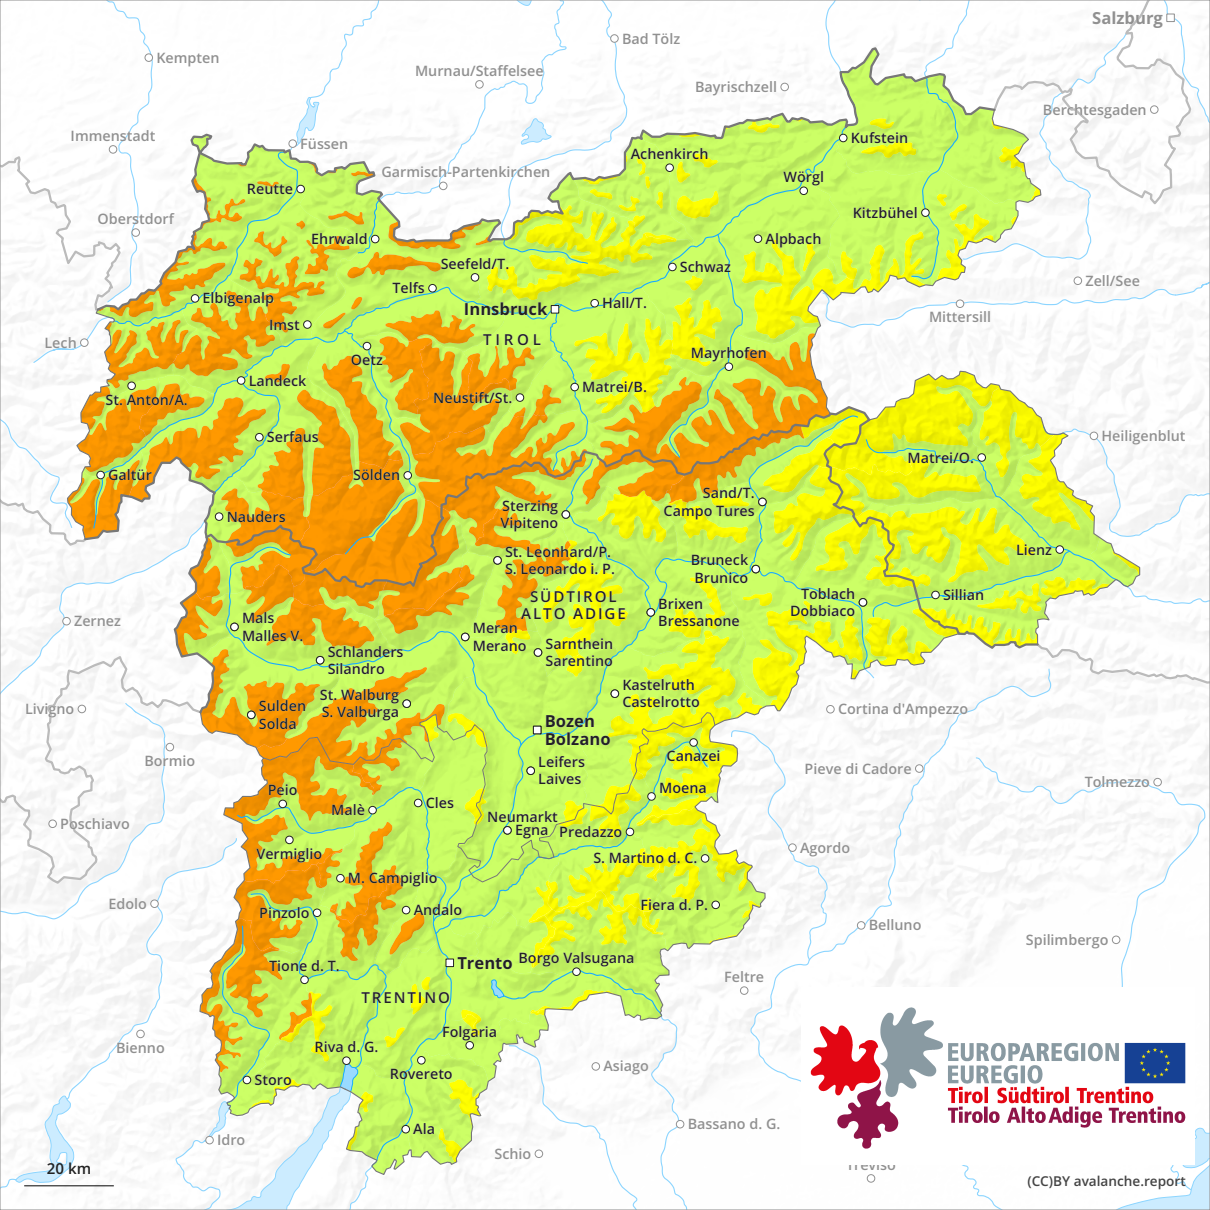 Salzburg
Bad Tölz
Kempten
Murnau/Staffelsee
Bayrischzell
Berchtesgaden
Immenstadt
Füssen
Kufstein
Achenkirch
Garmisch-Partenkirchen
Wörgl
Reutte
Oberstdorf
Kitzbühel
Ehrwald
Alpbach
Seefeld/T.
Schwaz
Zell/See
Telfs
Elbigenalp
Hall/T.
Innsbruck
Mittersill
Imst
TIROL
Lech
Oetz
Mayrhofen
Landeck
Matrei/B.
St. Anton/A.
Neustift/St.
Serfaus
Heiligenblut
Matrei/O.
Galtür
Sölden
Sand/T.
Campo Tures
Sterzing
Vipiteno
Nauders
Lienz
St. Leonhard/P.
S. Leonardo i. P.
Bruneck
Brunico
SÜDTIROL
ALTO ADIGE
Toblach
Dobbiaco
Sillian
Brixen
Bressanone
Zernez
Mals
Malles V.
Meran
Merano
Sarnthein
Sarentino
Schlanders
Silandro
Kastelruth
Castelrotto
St. Walburg
S. Valburga
Sulden
Solda
Livigno
Cortina d'Ampezzo
Bozen
Bolzano
Canazei
Bormio
Leifers
Laives
Pieve di Cadore
Tolmezzo
Peio
Moena
Malè
Cles
Neumarkt
Egna
Predazzo
Poschiavo
Vermiglio
S. Martino d. C.
Agordo
M. Campiglio
Edolo
Pinzolo
Andalo
Fiera d. P.
Belluno
Spilimbergo
Trento
Borgo Valsugana
Tione d. T.
Feltre
TRENTINO
Folgaria
Bienno
Riva d. G.
Rovereto
Asiago
Storo
EUROPAREGION
EUREGIO
Tirol Südtirol Trentino
Tirolo Alto Adige Trentino
Ala
Bassano d. G.
Idro
Schio
Treviso
20 km
(CC)BY avalanche.report